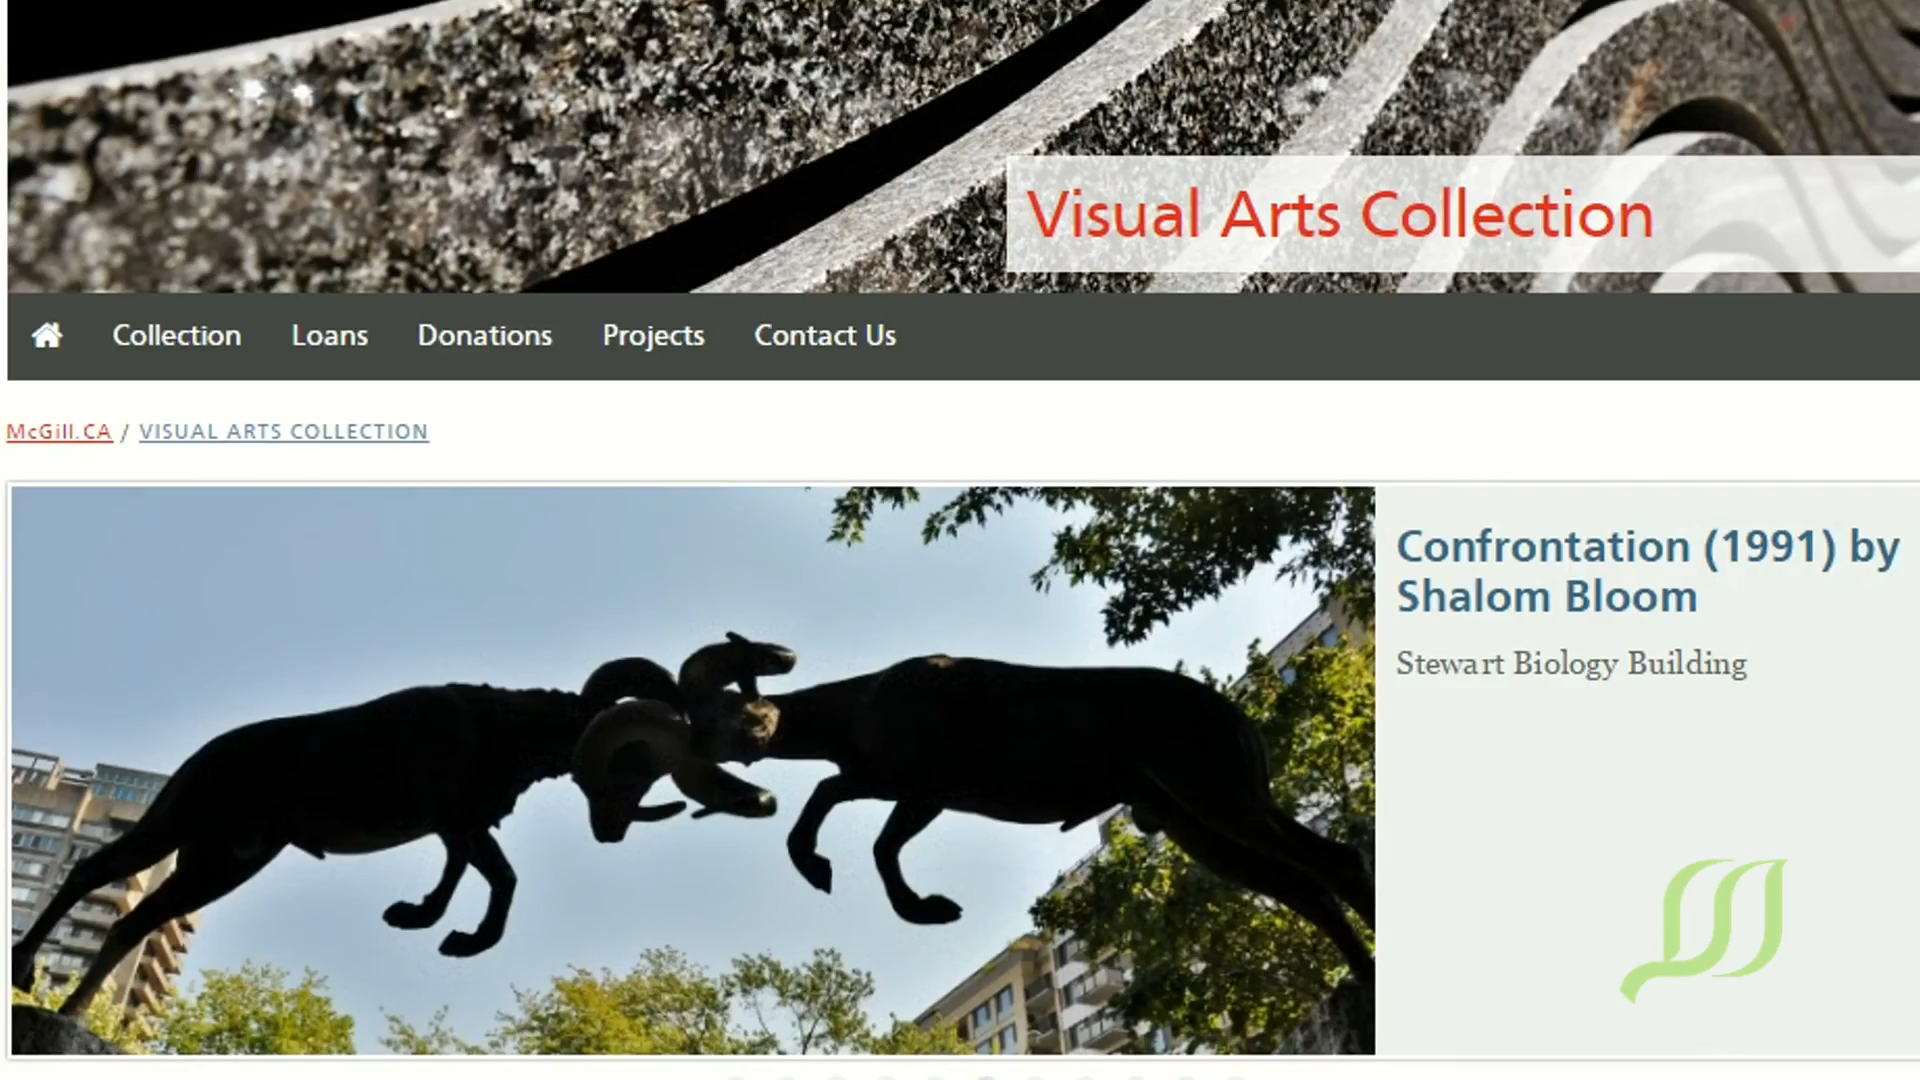 Visual Arts Collection
Collection Loans Donations Projects Contact Us
McGill.CA / VISUAL ARTS COLLECTION
Confrontation (1991) by
Shalom Bloom
Stewart Biology Building